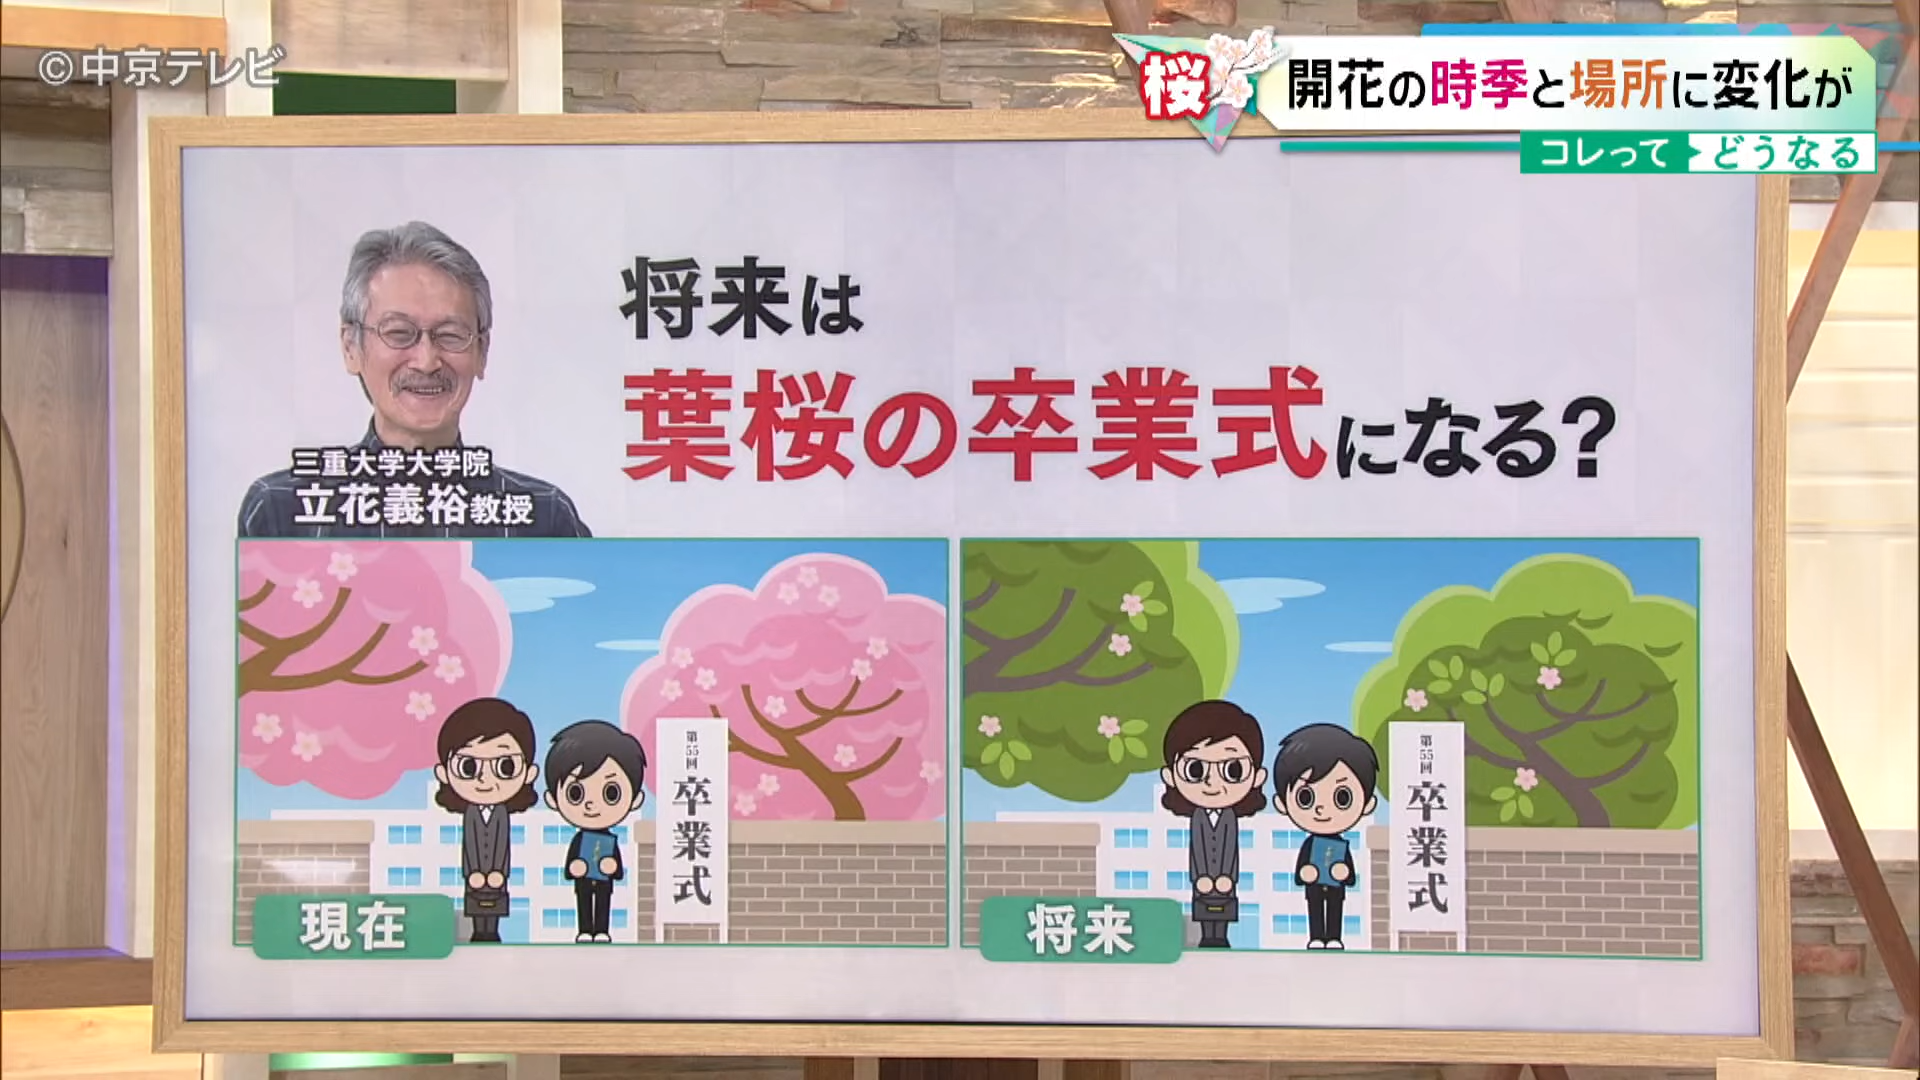 ©中京テレビ
桜
開花の時季と場所に変化が
コレって
どうなる
将来は
葉桜の卒業式になる?
三重大学大学院
立花義裕教授
第55回
卒業式
現在
第55回
卒業式
将来